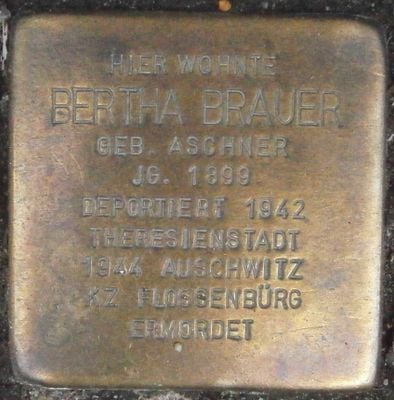 HIER WOHNTE
BERTHA BRAUER
GEB. ASCHNER
JG. 1899
DEPORTIERT 1942
THERESIENSTADT
1944 AUSCHWITZ
KZ FLOSSENBÜRG
ERMORDET